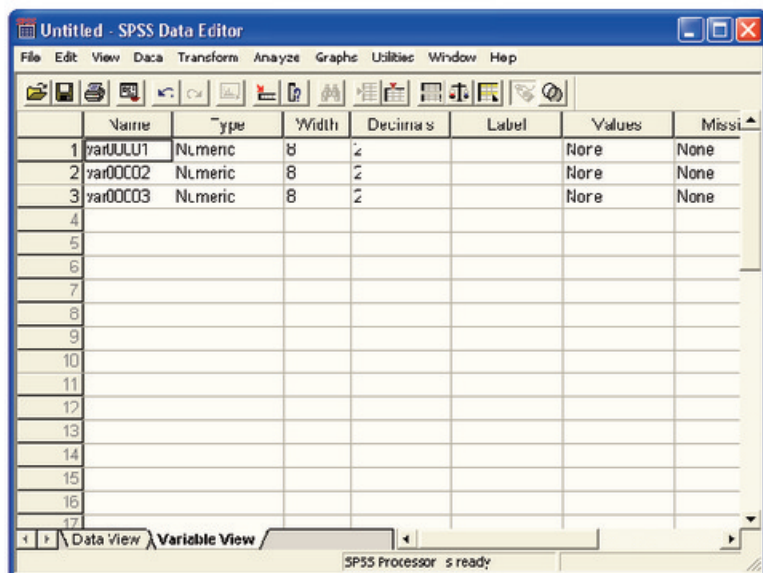 Untitled - SPSS Data Editor
File Edit View Data Transform Analyze Graphs Utilities Window Help
Name Type Width Decimals Label Values Missi
1 var00001 Numeric 8 2 None None
2 var00002 Numeric 8 2 None None
3 var00003 Numeric 8 2 None None
4
5
6
7
8
9
10
11
12
13
14
15
16
17
Data View Variable View
SPSS Processor is ready